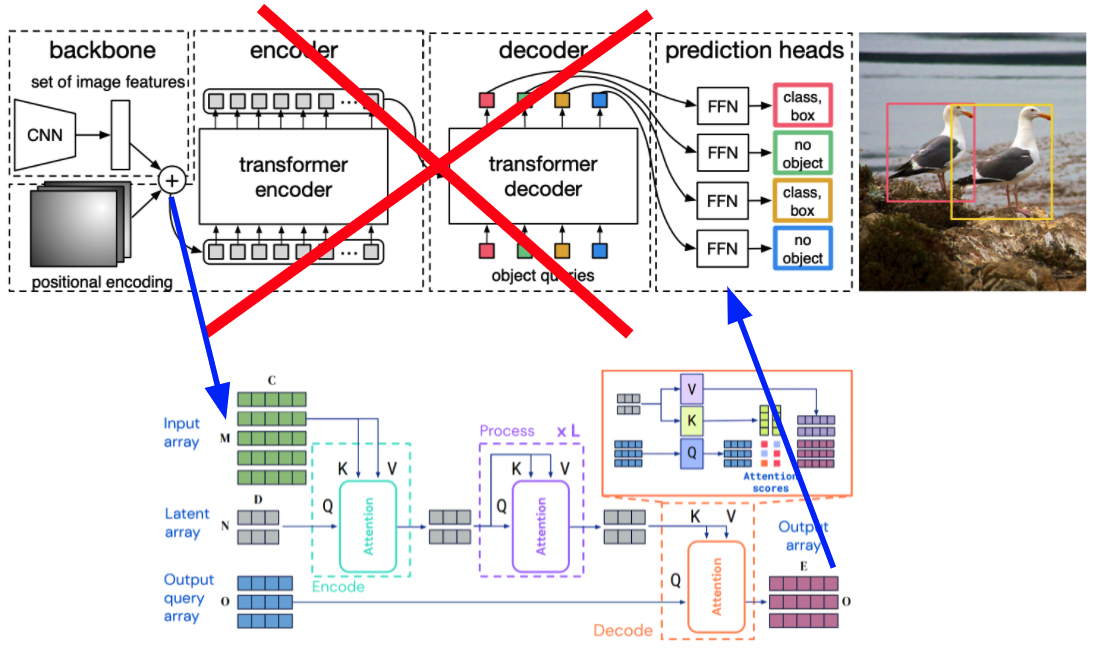 backbone
encoder
decoder
prediction heads
set of image features
CNN
+
positional encoding
transformer
encoder
...
...
transformer
decoder
object queries
FFN
class,
box
FFN
no
object
FFN
class,
box
FFN
no
object
C
Input
array
M
K
V
Q
Attention
Encode
D
Latent
array
N
Process
x L
K
V
Q
Attention
V
K
Q
Attention
scores
K
V
Q
Attention
Decode
Output
array
E
O
Output
query
array
O